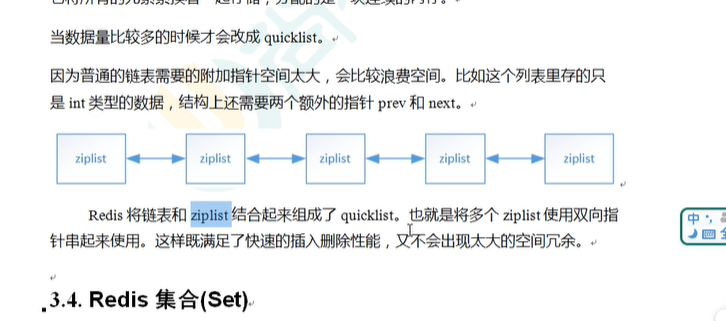 当数据量比较多的时候才会改成 quicklist。
因为普通的链表需要的附加指针空间太大，会比较浪费空间。比如这个列表里存的只
是 int 类型的数据，结构上还需要两个额外的指针 prev 和 next。
ziplist ziplist ziplist ziplist ziplist
Redis 将链表和 ziplist 结合起来组成了 quicklist。也就是将多个 ziplist 使用双向指
针串起来使用。这样既满足了快速的插入删除性能，又不会出现太大的空间冗余。
3.4. Redis 集合(Set)
中